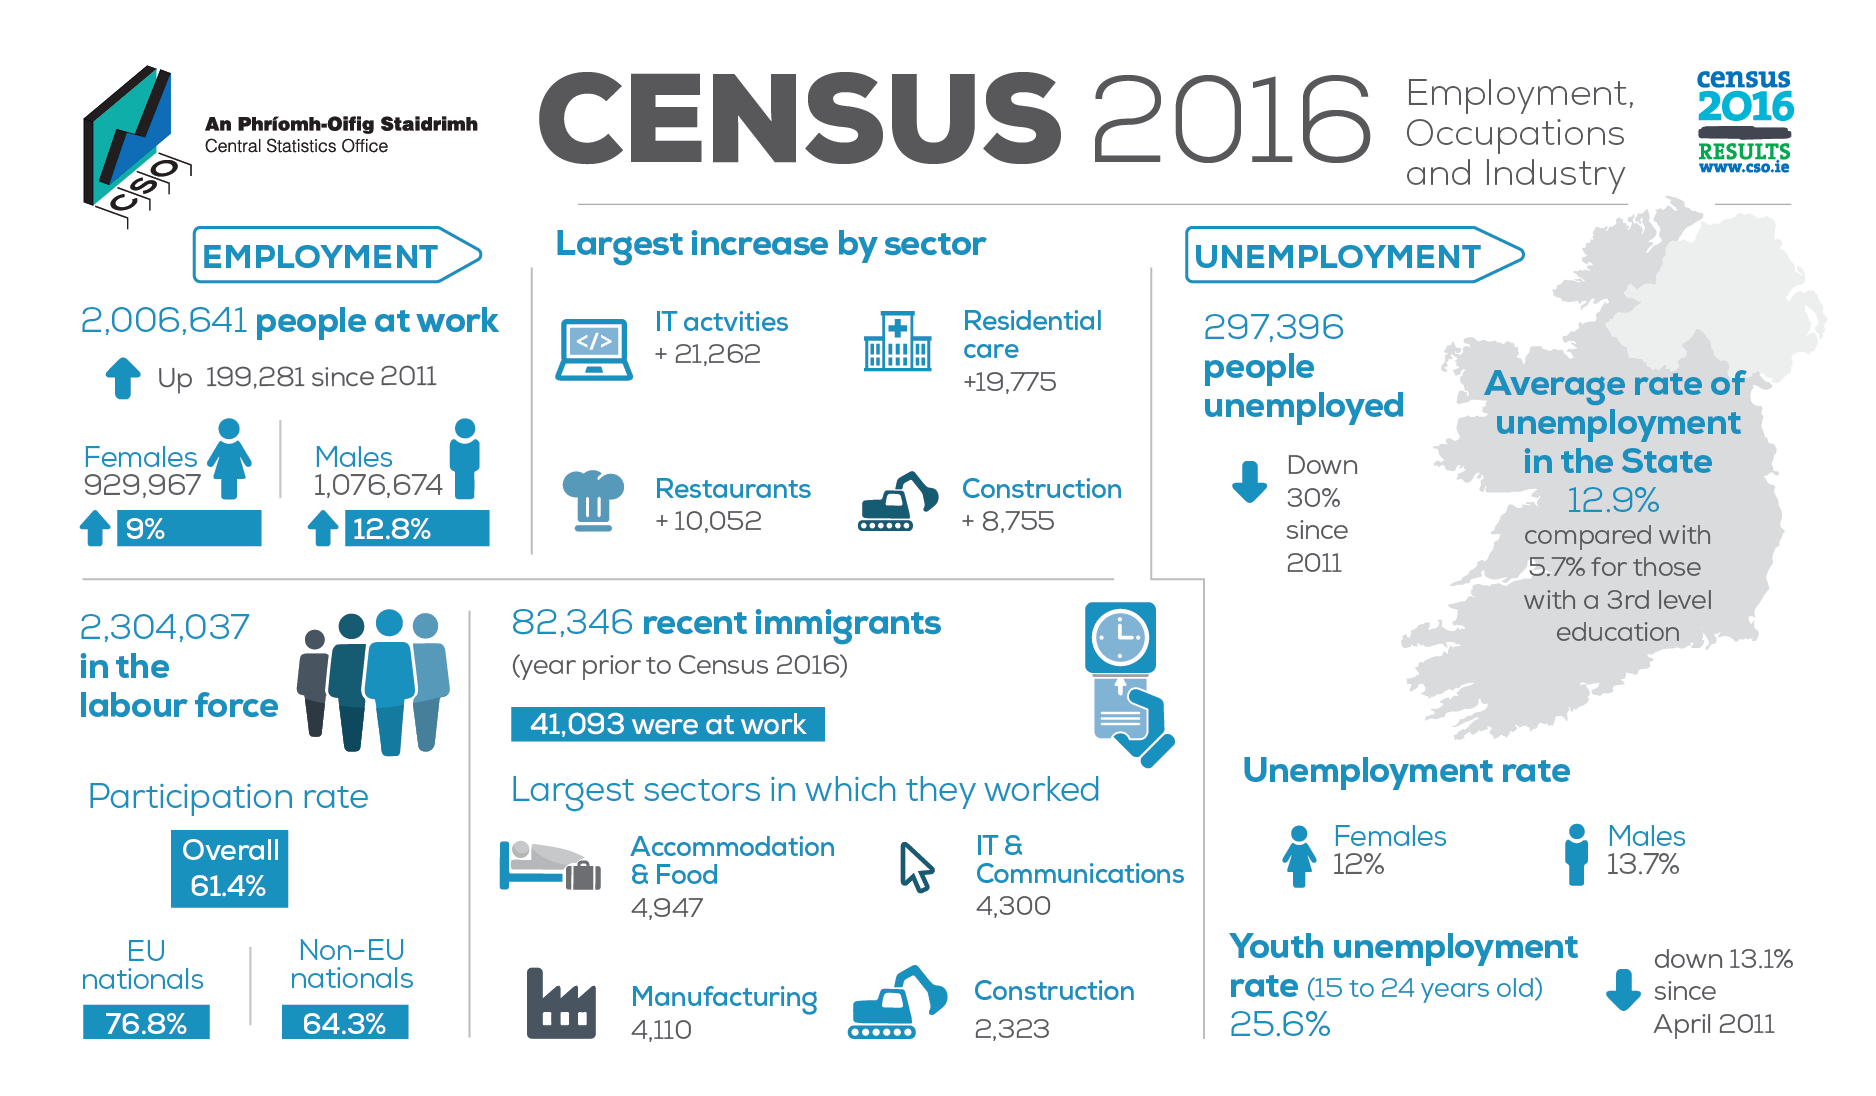 An Phríomh-Oifig Staidrimh
Central Statistics Office
CSO
CENSUS 2016
Employment,
Occupations
and Industry
census
2016
RESULTS
www.cso.ie
EMPLOYMENT
2,006,641 people at work
Up 199,281 since 2011
Females
929,967
9%
Males
1,076,674
12.8%
Largest increase by sector
</>
IT actvities
+ 21,262
Residential
care
+19,775
Restaurants
+ 10,052
Construction
+ 8,755
UNEMPLOYMENT
297,396
people
unemployed
Down
30%
since
2011
Average rate of
unemployment
in the State
12.9%
compared with
5.7% for those
with a 3rd level
education
2,304,037
in the
labour force
Participation rate
Overall
61.4%
EU
nationals
76.8%
Non-EU
nationals
64.3%
82,346 recent immigrants
(year prior to Census 2016)
41,093 were at work
Largest sectors in which they worked
Accommodation
& Food
4,947
IT &
Communications
4,300
Manufacturing
4,110
Construction
2,323
Unemployment rate
Females
12%
Males
13.7%
Youth unemployment
rate (15 to 24 years old)
25.6%
down 13.1%
since
April 2011